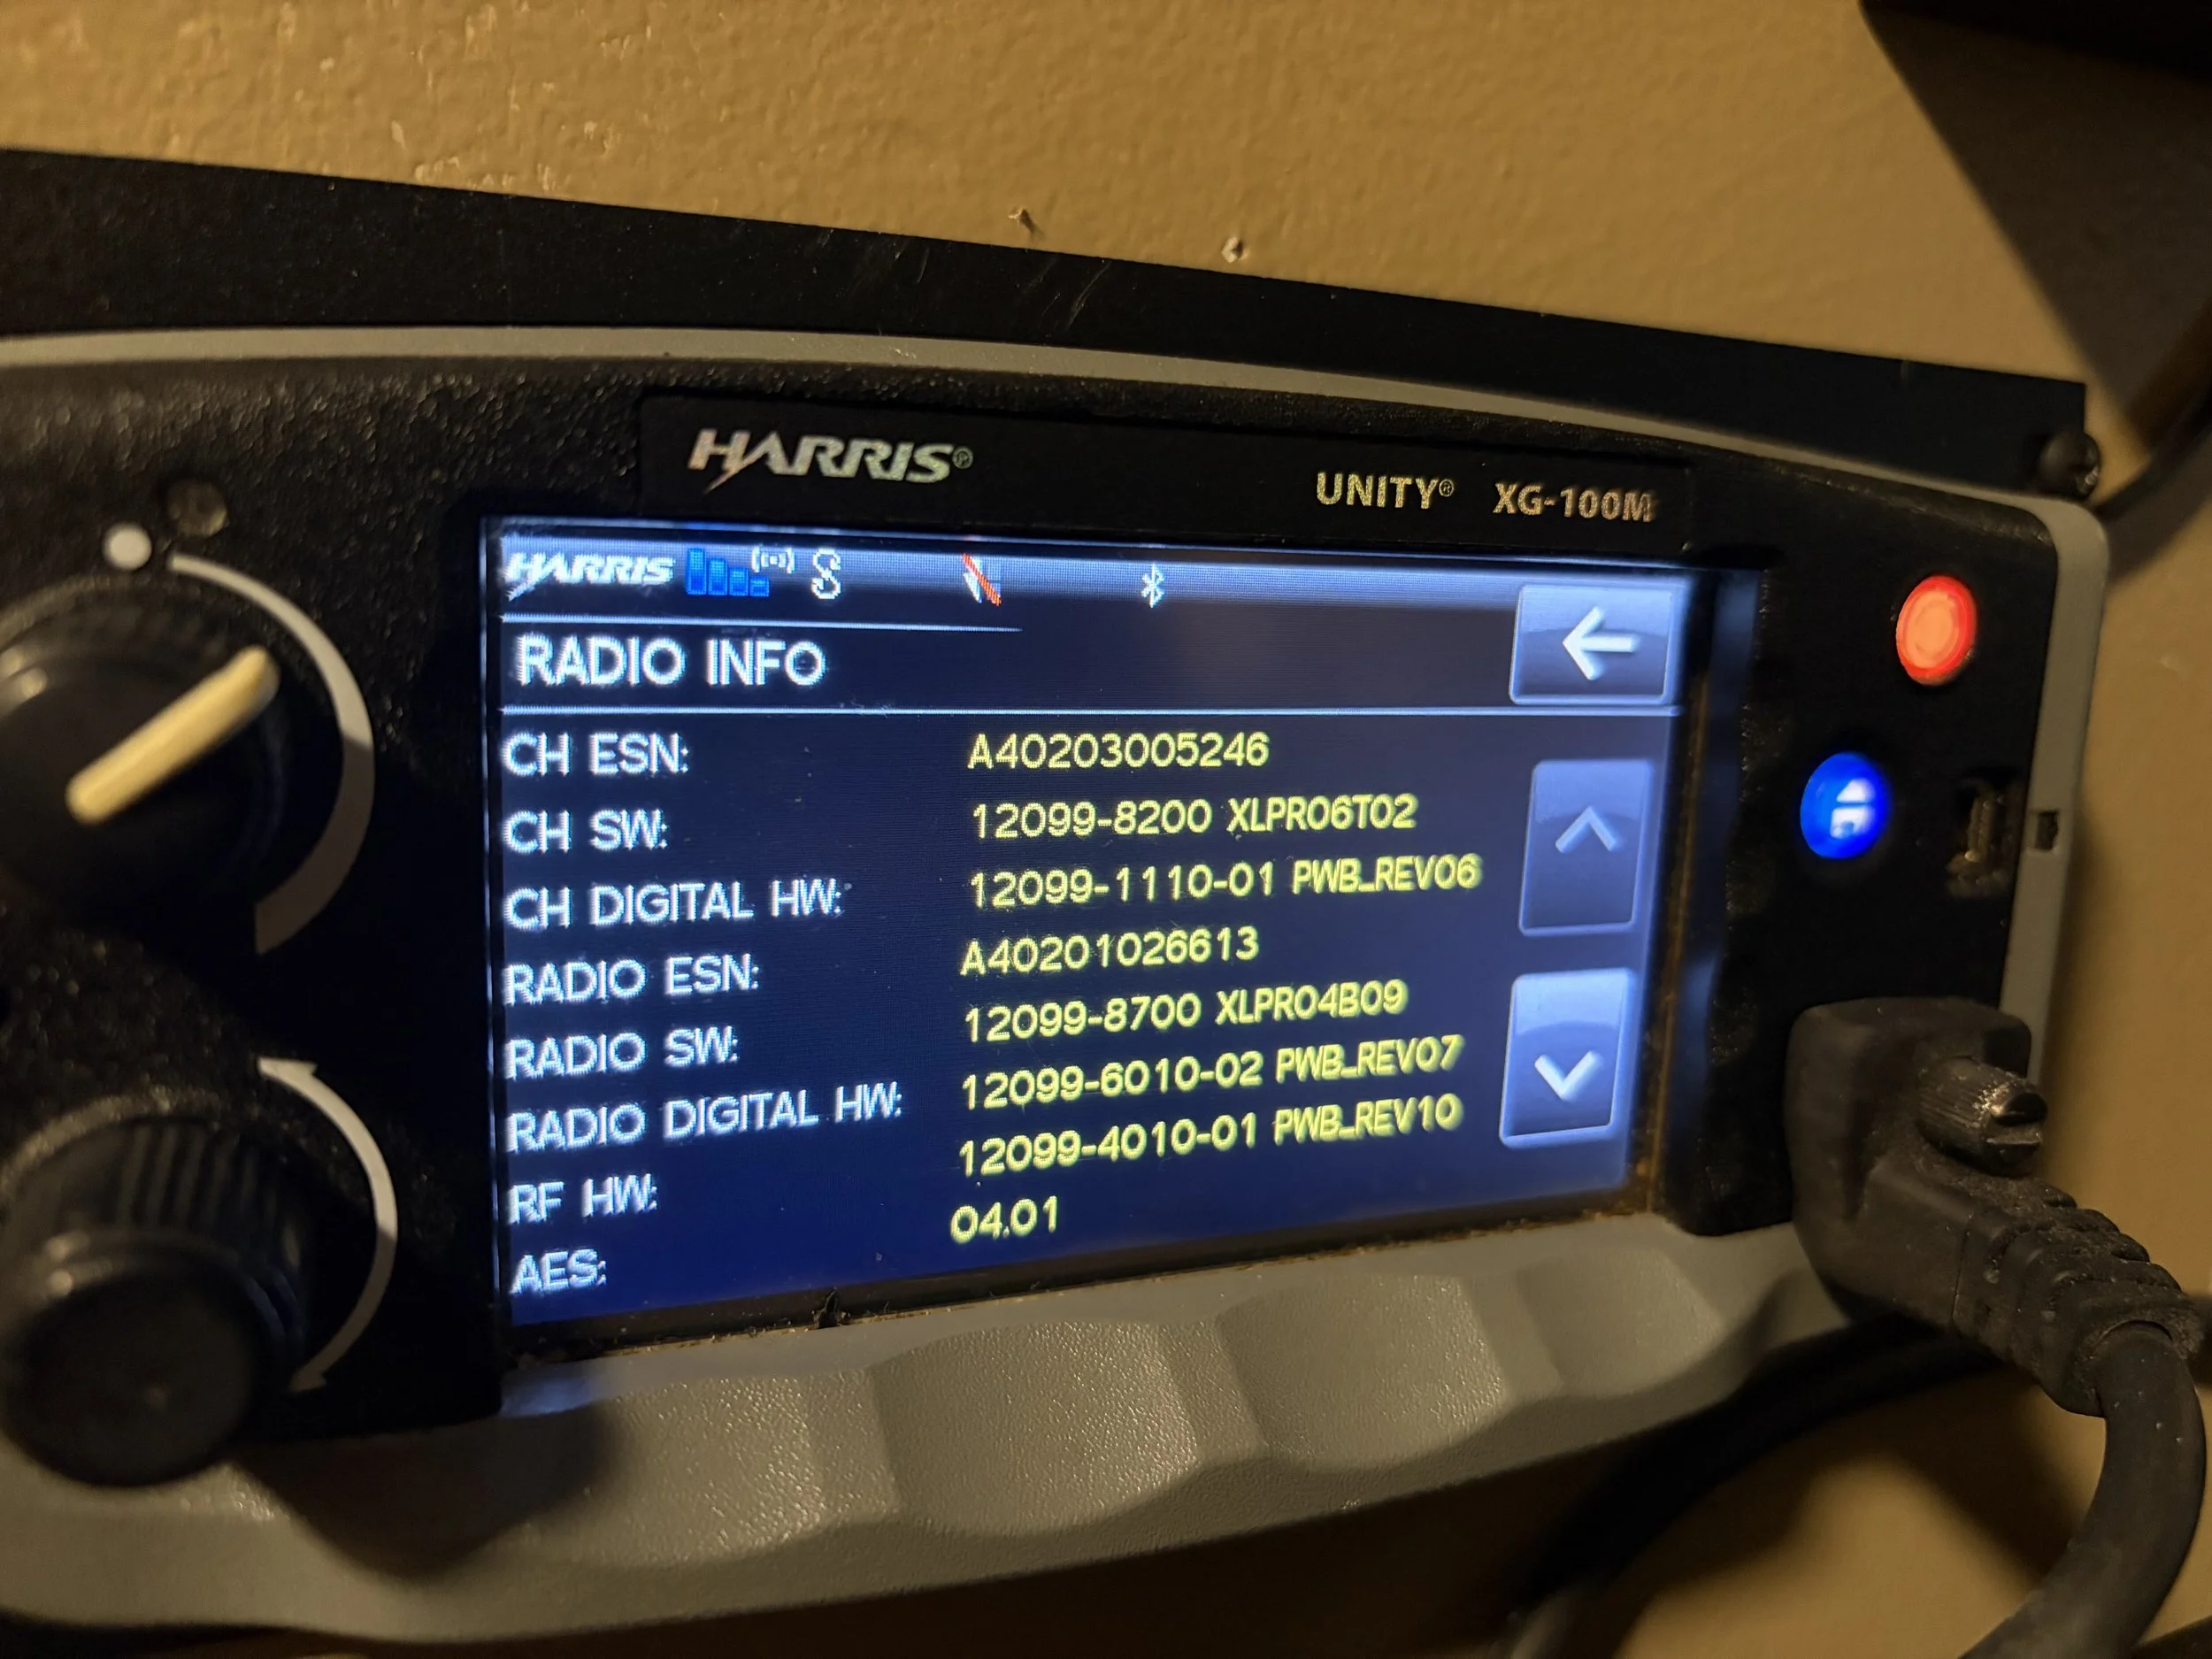 HARRIS®
UNITY® XG-100M
HARRIS
RADIO INFO
CH ESN: A40203005246
CH SW: 12099-8200 XLPR06T02
CH DIGITAL HW: 12099-1110-01 PWB_REV06
RADIO ESN: A40201026613
RADIO SW: 12099-8700 XLPR04B09
RADIO DIGITAL HW: 12099-6010-02 PWB_REV07
RF HW: 12099-4010-01 PWB_REV10
AES: 04.01